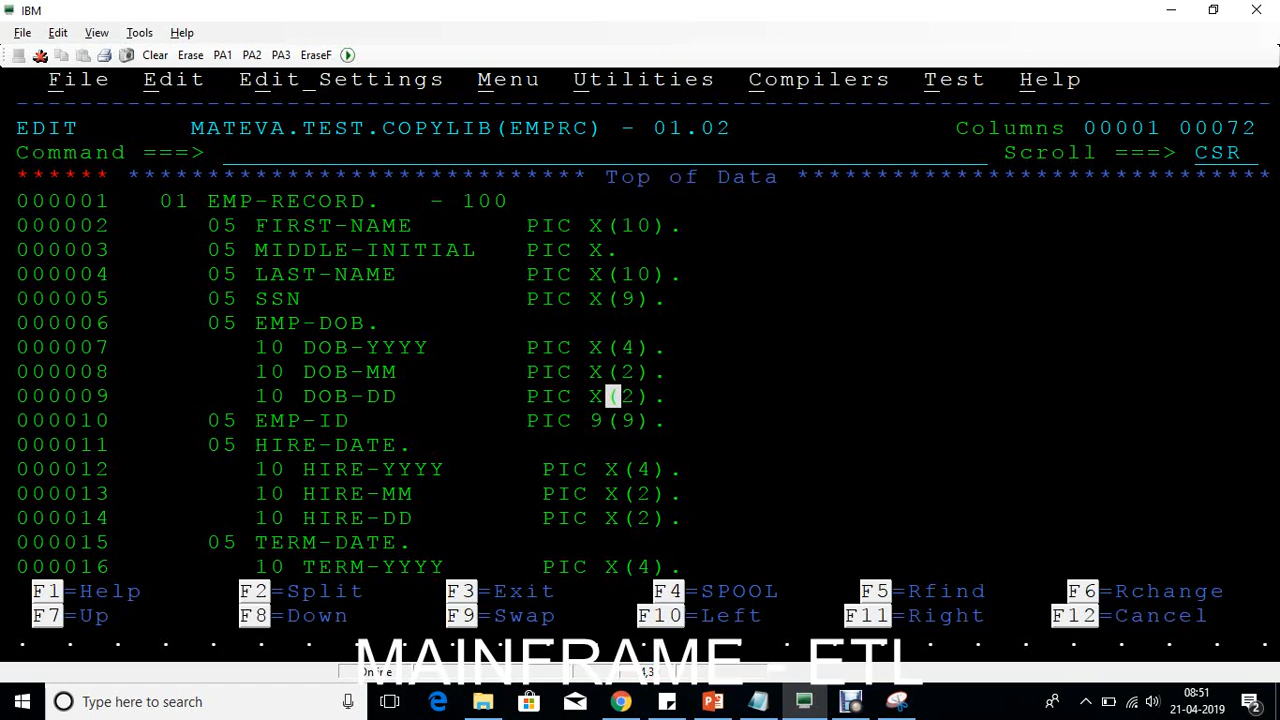 IBM
File Edit View Tools Help
Clear Erase PA1 PA2 PA3 EraseF
File Edit Edit_Settings Menu Utilities Compilers Test Help
EDIT MATEVA.TEST.COPYLIB(EMPRC) - 01.02 Columns 00001 00072
Command ===> Scroll ===> CSR
****** ***************************** Top of Data ******************************
000001 01 EMP-RECORD. - 100
000002 05 FIRST-NAME PIC X(10).
000003 05 MIDDLE-INITIAL PIC X.
000004 05 LAST-NAME PIC X(10).
000005 05 SSN PIC X(9).
000006 05 EMP-DOB.
000007 10 DOB-YYYY PIC X(4).
000008 10 DOB-MM PIC X(2).
000009 10 DOB-DD PIC X(2).
000010 05 EMP-ID PIC 9(9).
000011 05 HIRE-DATE.
000012 10 HIRE-YYYY PIC X(4).
000013 10 HIRE-MM PIC X(2).
000014 10 HIRE-DD PIC X(2).
000015 05 TERM-DATE.
000016 10 TERM-YYYY PIC X(4).
F1=Help F2=Split F3=Exit F4=SPOOL F5=Rfind F6=Rchange
F7=Up F8=Down F9=Swap F10=Left F11=Right F12=Cancel
MAINFRAME - ETL
Online
Type here to search
08:51
21-04-2019
2